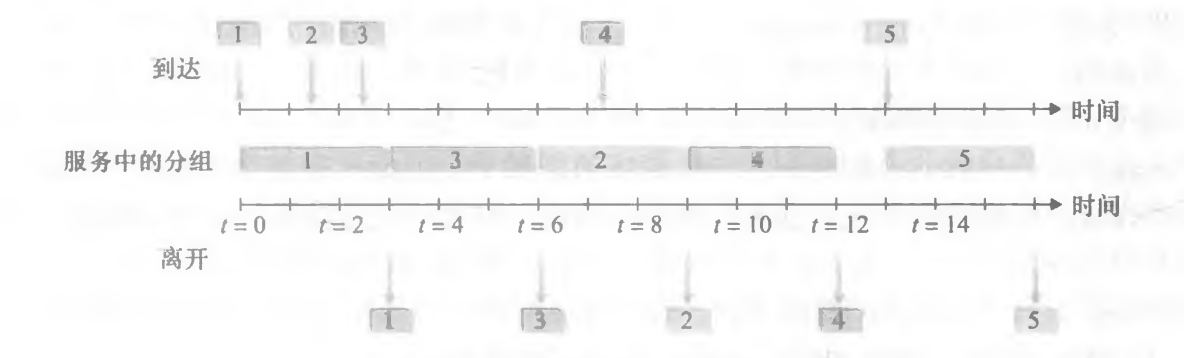 1 2 3 4 5
到达
时间
服务中的分组 1 3 2 4 5
时间
t = 0 t = 2 t = 4 t = 6 t = 8 t = 10 t = 12 t = 14
离开
1 3 2 4 5